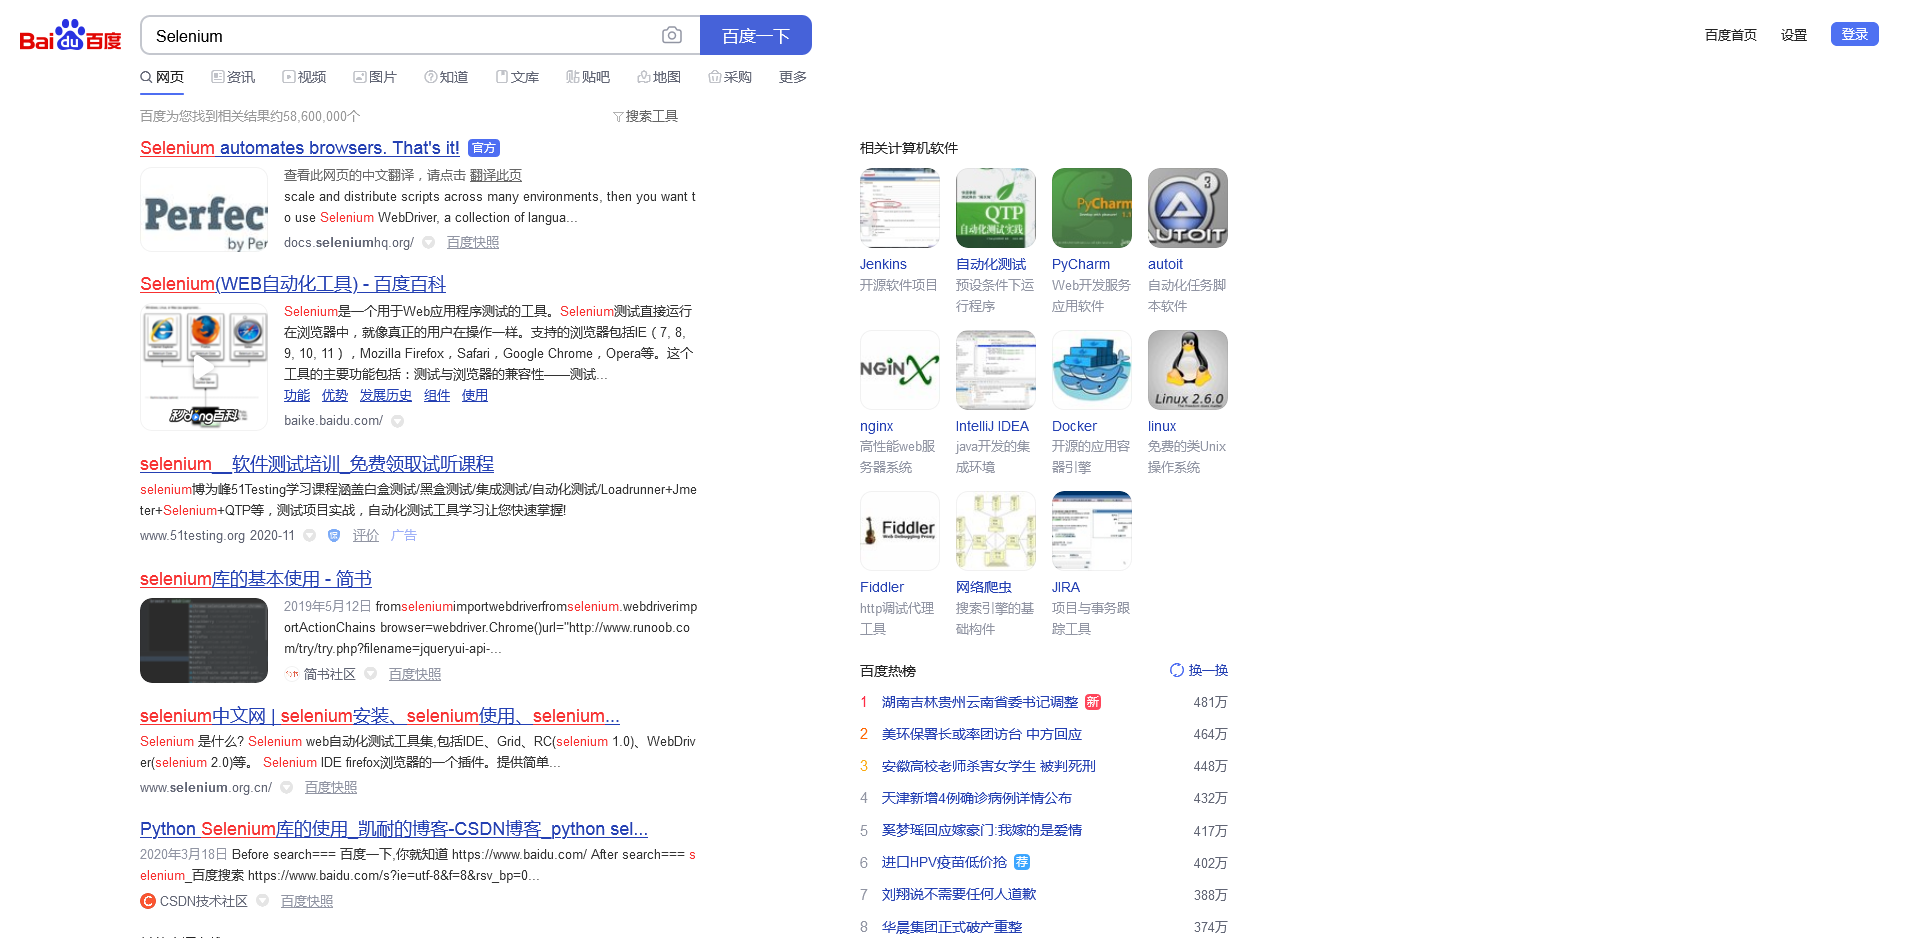 Bai du 百度
Selenium
百度一下
百度首页 设置 登录
网页 资讯 视频 图片 知道 文库 贴吧 地图 采购 更多
百度为您找到相关结果约58,600,000个
搜索工具
Selenium automates browsers. That's it! 官方
Perfec
by Per
查看此网页的中文翻译，请点击 翻译此页
scale and distribute scripts across many environments, then you want t
o use Selenium WebDriver, a collection of langua...
docs.seleniumhq.org/ 百度快照
Selenium(WEB自动化工具) - 百度百科
秒dong百科
Selenium是一个用于Web应用程序测试的工具。Selenium测试直接运行
在浏览器中，就像真正的用户在操作一样。支持的浏览器包括IE（7, 8,
9, 10, 11），Mozilla Firefox，Safari，Google Chrome，Opera等。这个
工具的主要功能包括：测试与浏览器的兼容性——测试...
功能 优势 发展历史 组件 使用
baike.baidu.com/
selenium__软件测试培训_免费领取试听课程
selenium博为峰51Testing学习课程涵盖白盒测试/黑盒测试/集成测试/自动化测试/Loadrunner+Jme
ter+Selenium+QTP等，测试项目实战，自动化测试工具学习让您快速掌握!
www.51testing.org 2020-11 评价 广告
selenium库的基本使用 - 简书
2019年5月12日 fromseleniumimportwebdriverfromselenium.webdriverimp
ortActionChains browser=webdriver.Chrome()url="http://www.runoob.co
m/try/try.php?filename=jqueryui-api-...
简书社区 百度快照
selenium中文网 | selenium安装、selenium使用、selenium...
Selenium 是什么? Selenium web自动化测试工具集,包括IDE、Grid、RC(selenium 1.0)、WebDriv
er(selenium 2.0)等。 Selenium IDE firefox浏览器的一个插件。提供简单...
www.selenium.org.cn/ 百度快照
Python Selenium库的使用_凯耐的博客-CSDN博客_python sel...
2020年3月18日 Before search=== 百度一下,你就知道 https://www.baidu.com/ After search=== s
elenium_百度搜索 https://www.baidu.com/s?ie=utf-8&f=8&rsv_bp=0...
C CSDN技术社区 百度快照
相关计算机软件
QTP
自动化测试实践
PyCharm
3
AUTOIT
Jenkins 自动化测试 PyCharm autoit
开源软件项目 预设条件下运 Web开发服务 自动化任务脚
行程序 应用软件 本软件
NGINX
Linux 2.6.0
nginx IntelliJ IDEA Docker linux
高性能web服 java开发的集 开源的应用容 免费的类Unix
务器系统 成环境 器引擎 操作系统
Fiddler
Web Debugging Proxy
Fiddler 网络爬虫 JIRA
http调试代理 搜索引擎的基 项目与事务跟
工具 础构件 踪工具
百度热榜 换一换
1 湖南吉林贵州云南省委书记调整 新 481万
2 美环保署长或率团访台 中方回应 464万
3 安徽高校老师杀害女学生 被判死刑 448万
4 天津新增4例确诊病例详情公布 432万
5 奚梦瑶回应嫁豪门:我嫁的是爱情 417万
6 进口HPV疫苗低价抢 荐 402万
7 刘翔说不需要任何人道歉 388万
8 华晨集团正式破产重整 374万